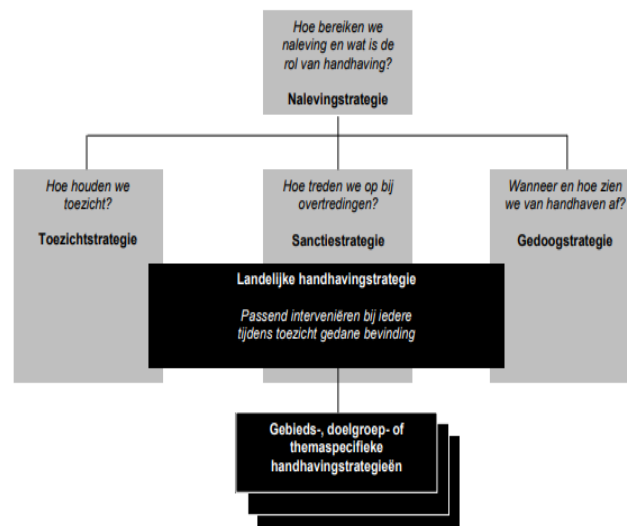 Hoe bereiken we
naleving en wat is de
rol van handhaving?
Nalevingstrategie
Hoe houden we
toezicht?
Toezichtstrategie
Hoe treden we op bij
overtredingen?
Sanctiestrategie
Wanneer en hoe zien
we van handhaven af?
Gedoogstrategie
Landelijke handhavingstrategie
Passend interveniëren bij iedere
tijdens toezicht gedane bevinding
Gebieds-, doelgroep- of
themaspecifieke
handhavingstrategieën